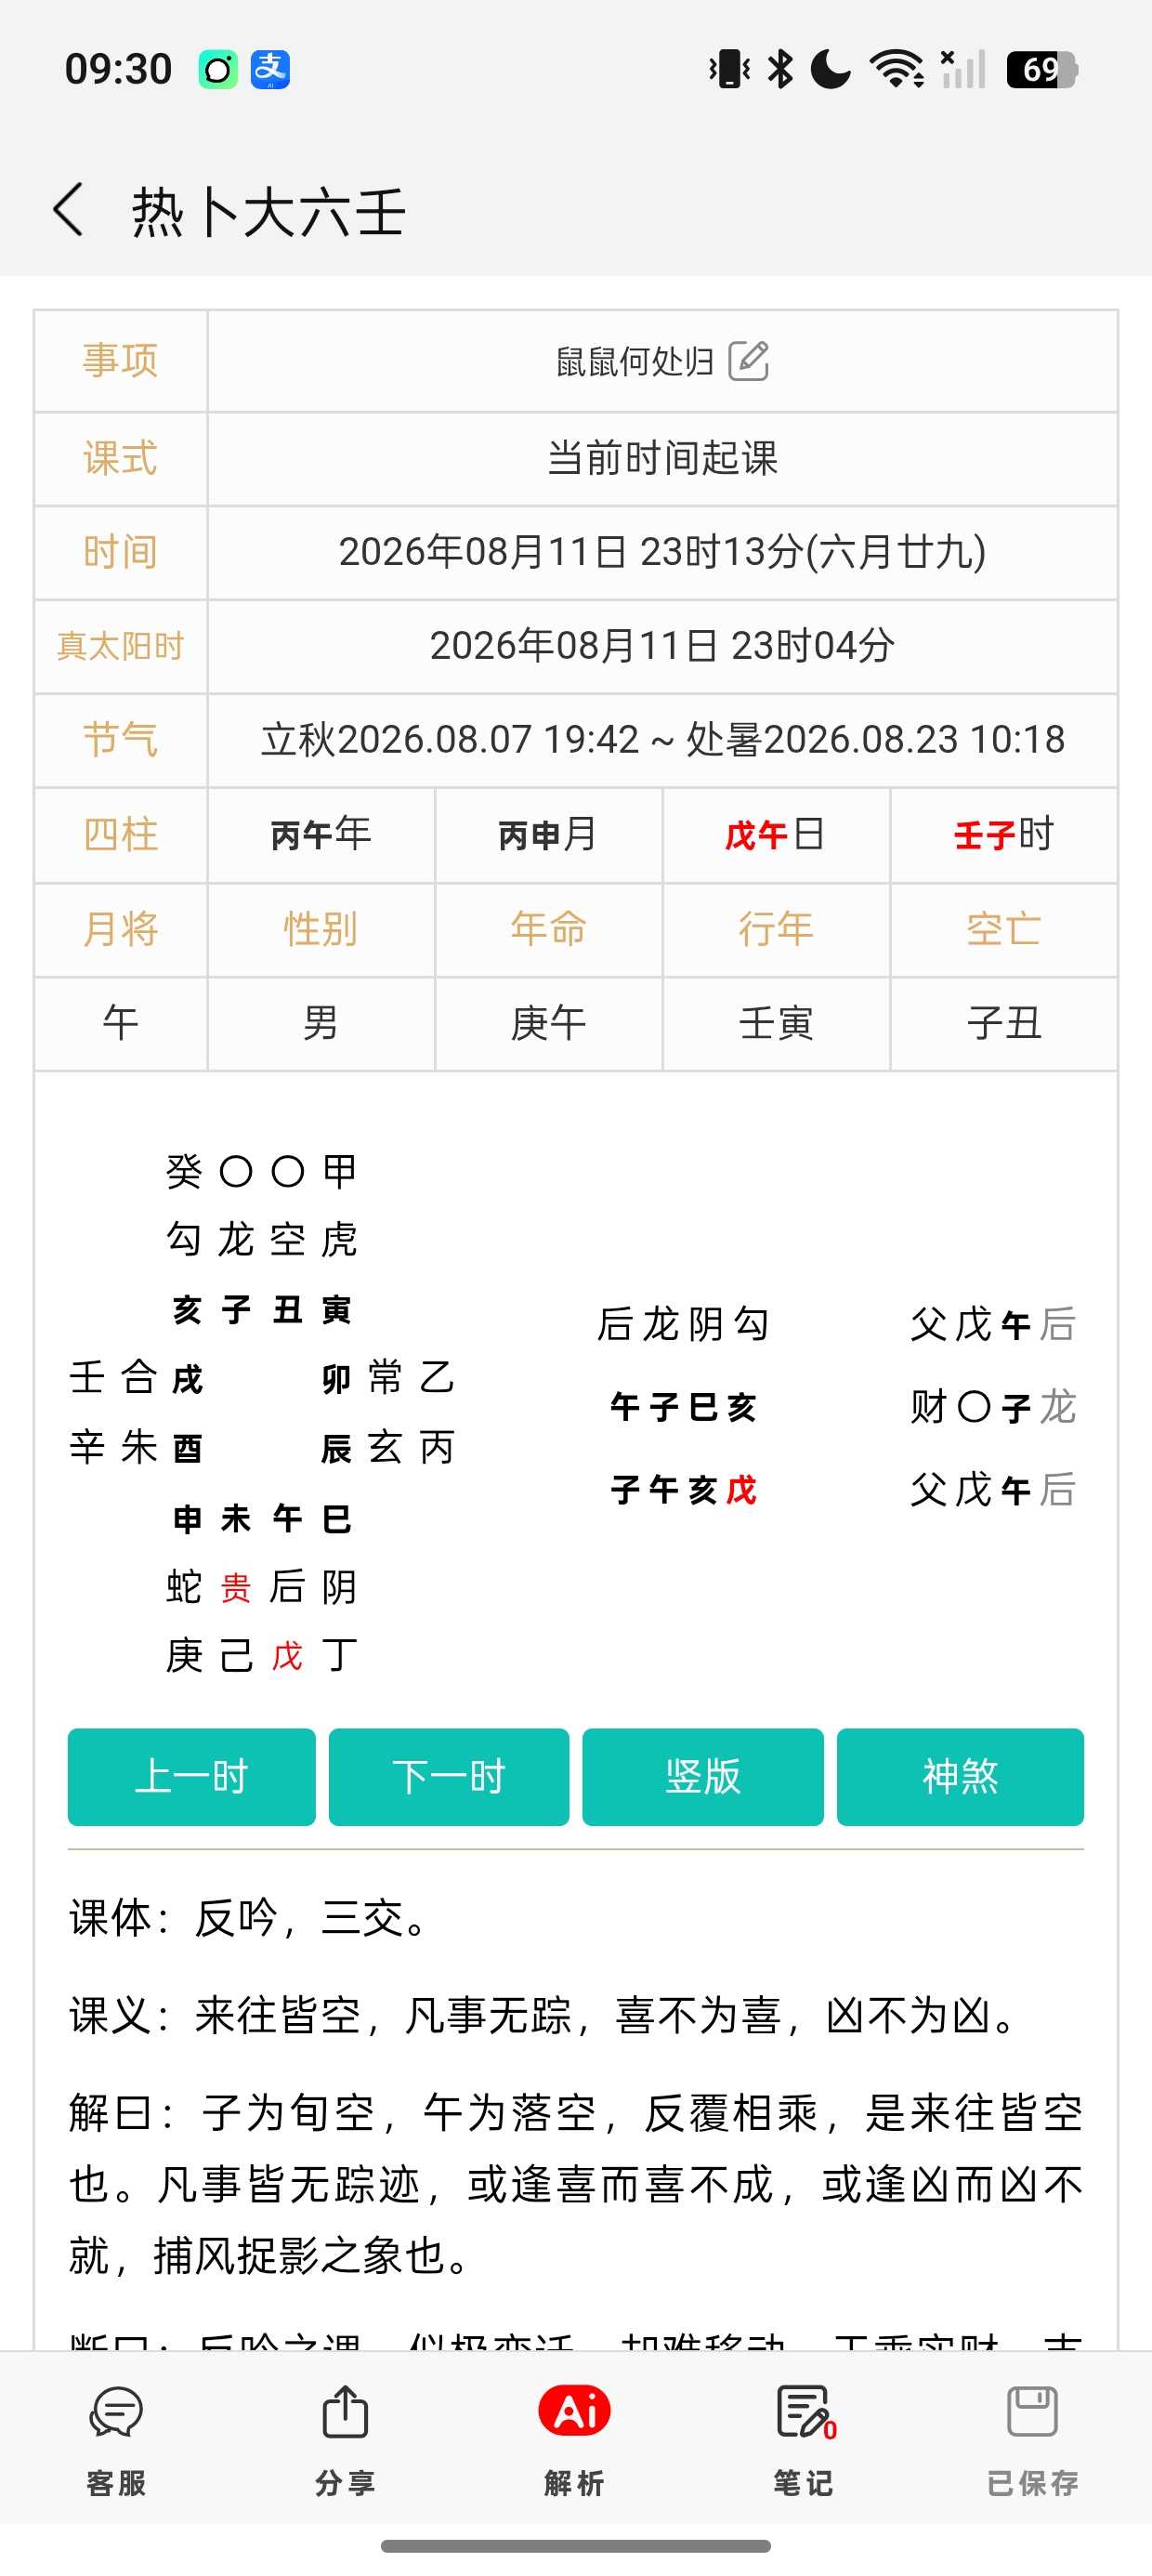 09:30 69
热卜大六壬
事项 鼠鼠何处归
课式 当前时间起课
时间 2026年08月11日 23时13分(六月廿九)
真太阳时 2026年08月11日 23时04分
节气 立秋2026.08.07 19:42 ~ 处暑2026.08.23 10:18
四柱 丙午年 丙申月 戊午日 壬子时
月将 性别 年命 行年 空亡
午 男 庚午 壬寅 子丑
癸〇〇甲
勾龙空虎
亥子丑寅
壬合戌 卯常乙
辛朱酉 辰玄丙
申未午巳
蛇贵后阴
庚己戊丁
后龙阴勾
午子巳亥
子午亥戊
父戊午后
财〇子龙
父戊午后
上一时 下一时 竖版 神煞
课体：反吟，三交。
课义：来往皆空，凡事无踪，喜不为喜，凶不为凶。
解曰：子为旬空，午为落空，反覆相乘，是来往皆空
也。凡事皆无踪迹，或逢喜而喜不成，或逢凶而凶不
就，捕风捉影之象也。
客服 分享 Ai 解析 笔记 0 已保存